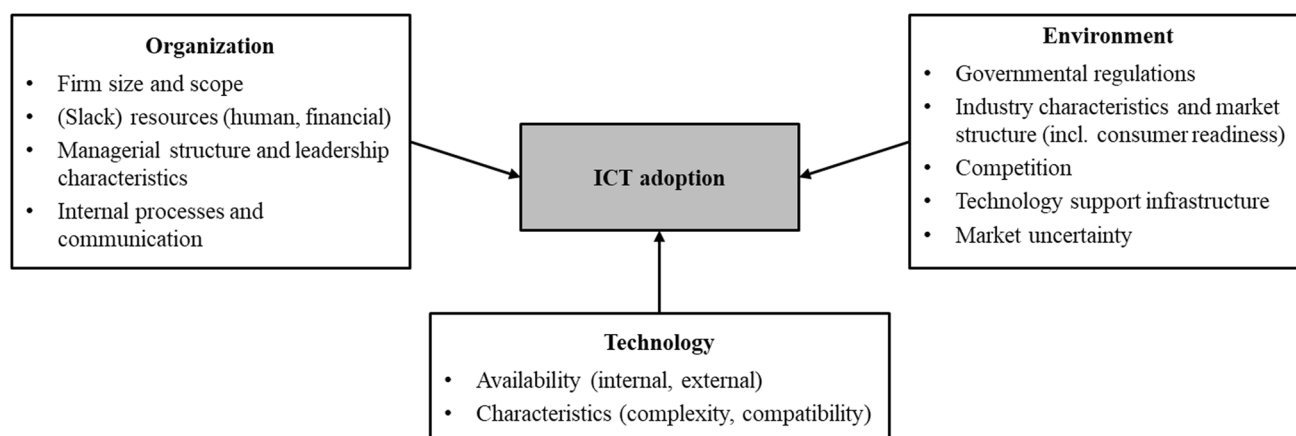 Organization
• Firm size and scope
• (Slack) resources (human, financial)
• Managerial structure and leadership
characteristics
• Internal processes and
communication
ICT adoption
Environment
• Governmental regulations
• Industry characteristics and market
structure (incl. consumer readiness)
• Competition
• Technology support infrastructure
• Market uncertainty
Technology
• Availability (internal, external)
• Characteristics (complexity, compatibility)